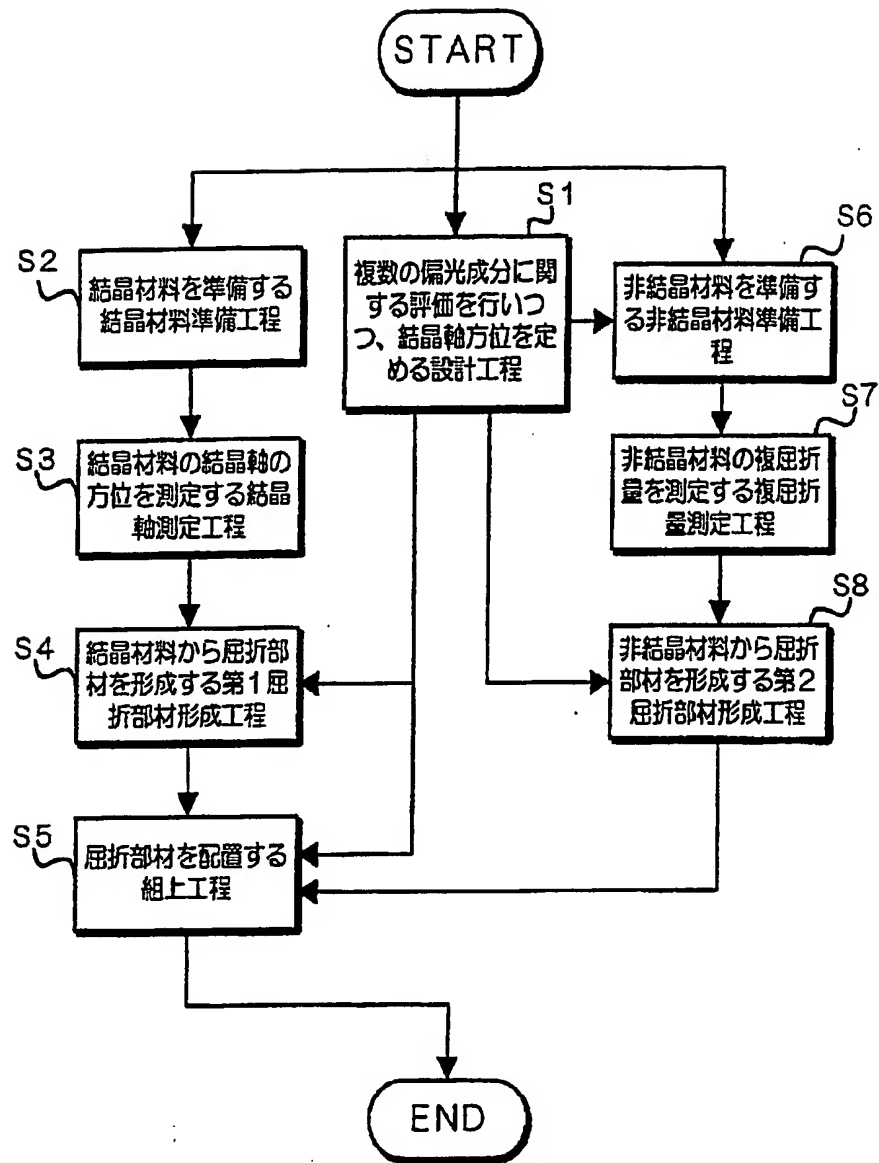 START
S1
複数の偏光成分に関
する評価を行いつ
つ、結晶軸方位を定
める設計工程
S2
結晶材料を準備する
結晶材料準備工程
S3
結晶材料の結晶軸の
方位を測定する結晶
軸測定工程
S4
結晶材料から屈折部
材を形成する第1屈
折部材形成工程
S5
屈折部材を配置する
組上工程
S6
非結晶材料を準備す
る非結晶材料準備工
程
S7
非結晶材料の複屈折
量を測定する複屈折
量測定工程
S8
非結晶材料から屈折
部材を形成する第2
屈折部材形成工程
END